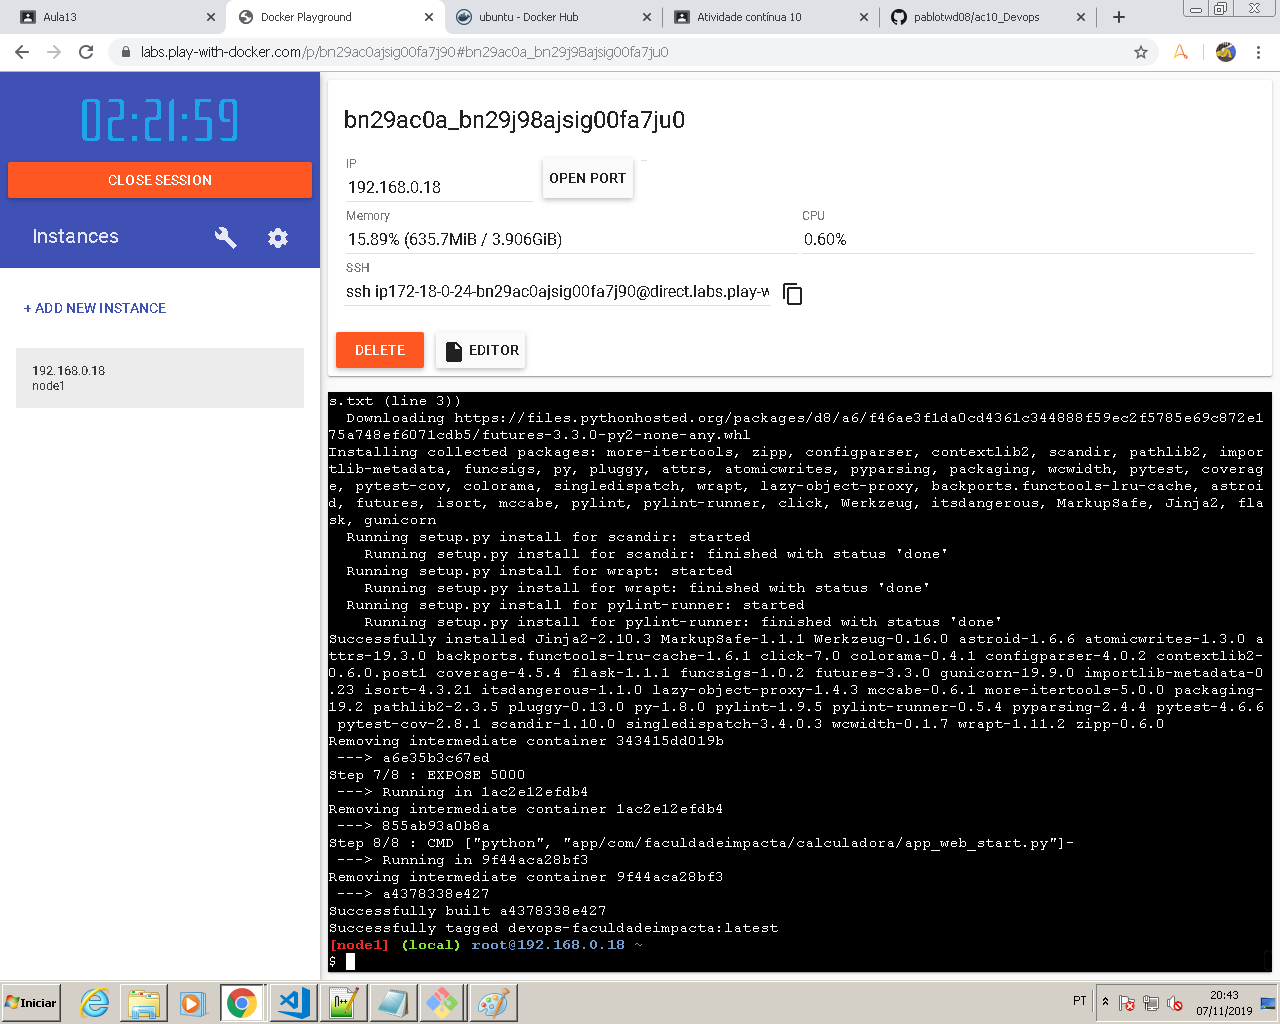 Aula13
Docker Playground
ubuntu - Docker Hub
Atividade contínua 10
pablotwd08/ac10_Devops
labs.play-with-docker.com/p/bn29ac0ajsig00fa7j90#bn29ac0a_bn29j98ajsig00fa7ju0
02:21:59
CLOSE SESSION
Instances
+ ADD NEW INSTANCE
192.168.0.18
node1
bn29ac0a_bn29j98ajsig00fa7ju0
IP
192.168.0.18
OPEN PORT
Memory
15.89% (635.7MiB / 3.906GiB)
CPU
0.60%
SSH
ssh ip172-18-0-24-bn29ac0ajsig00fa7j90@direct.labs.play-w
DELETE
EDITOR
s.txt (line 3))
Downloading https://files.pythonhosted.org/packages/d8/a6/f46ae3f1da0cd4361c344888f59ec2f5785e69c872e1
75a748ef6071cdb5/futures-3.3.0-py2-none-any.whl
Installing collected packages: more-itertools, zipp, configparser, contextlib2, scandir, pathlib2, impor
tlib-metadata, funcsigs, py, pluggy, attrs, atomicwrites, pyparsing, packaging, wcwidth, pytest, coverag
e, pytest-cov, colorama, singledispatch, wrapt, lazy-object-proxy, backports.functools-lru-cache, astroi
d, futures, isort, mccabe, pylint, pylint-runner, click, Werkzeug, itsdangerous, MarkupSafe, Jinja2, fla
sk, gunicorn
Running setup.py install for scandir: started
Running setup.py install for scandir: finished with status 'done'
Running setup.py install for wrapt: started
Running setup.py install for wrapt: finished with status 'done'
Running setup.py install for pylint-runner: started
Running setup.py install for pylint-runner: finished with status 'done'
Successfully installed Jinja2-2.10.3 MarkupSafe-1.1.1 Werkzeug-0.16.0 astroid-1.6.6 atomicwrites-1.3.0 a
ttrs-19.3.0 backports.functools-lru-cache-1.6.1 click-7.0 colorama-0.4.1 configparser-4.0.2 contextlib2-
0.6.0.post1 coverage-4.5.4 flask-1.1.1 funcsigs-1.0.2 futures-3.3.0 gunicorn-19.9.0 importlib-metadata-0
.23 isort-4.3.21 itsdangerous-1.1.0 lazy-object-proxy-1.4.3 mccabe-0.6.1 more-itertools-5.0.0 packaging-
19.2 pathlib2-2.3.5 pluggy-0.13.0 py-1.8.0 pylint-1.9.5 pylint-runner-0.5.4 pyparsing-2.4.4 pytest-4.6.6
pytest-cov-2.8.1 scandir-1.10.0 singledispatch-3.4.0.3 wcwidth-0.1.7 wrapt-1.11.2 zipp-0.6.0
Removing intermediate container 343415dd019b
---> a6e35b3c67ed
Step 7/8 : EXPOSE 5000
---> Running in 1ac2e12efdb4
Removing intermediate container 1ac2e12efdb4
---> 855ab93a0b8a
Step 8/8 : CMD ["python", "app/com/faculdadeimpacta/calculadora/app_web_start.py"]-
---> Running in 9f44aca28bf3
Removing intermediate container 9f44aca28bf3
---> a4378338e427
Successfully built a4378338e427
Successfully tagged devops-faculdadeimpacta:latest
[node1] (local) root@192.168.0.18 ~
$
Iniciar
N++
PT
20:43
07/11/2019